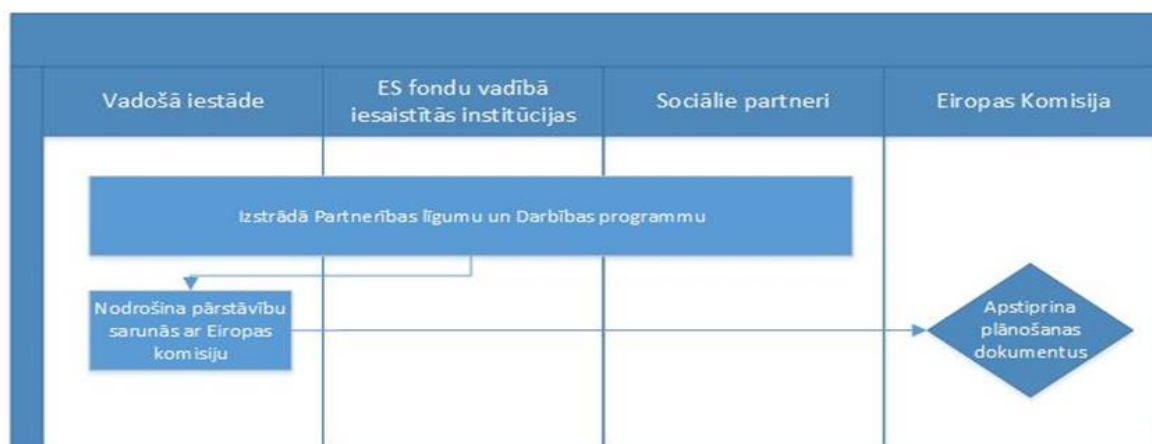 Vadošā iestāde
ES fondu vadībā
iesaistītās institūcijas
Sociālie partneri
Eiropas Komisija
Izstrādā Partnerības līgumu un Darbības programmu
Nodrošina pārstāvību
sarunās ar Eiropas
komisiju
Apstiprina
plānošanas
dokumentus